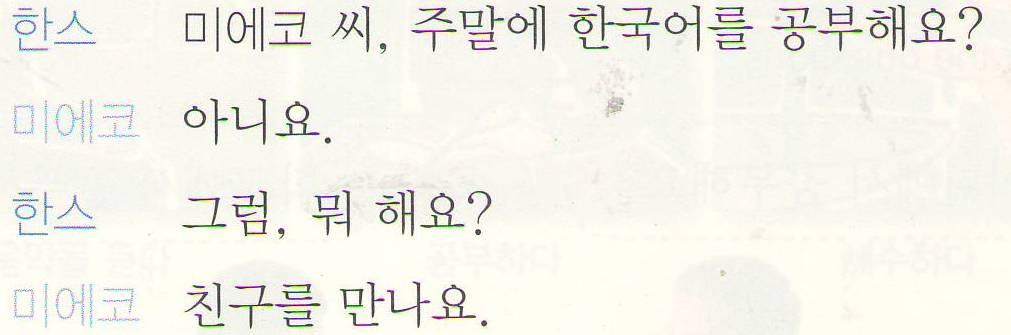 한스 미에코 씨, 주말에 한국어를 공부해요?
미에코 아니요.
한스 그럼, 뭐 해요?
미에코 친구를 만나요.